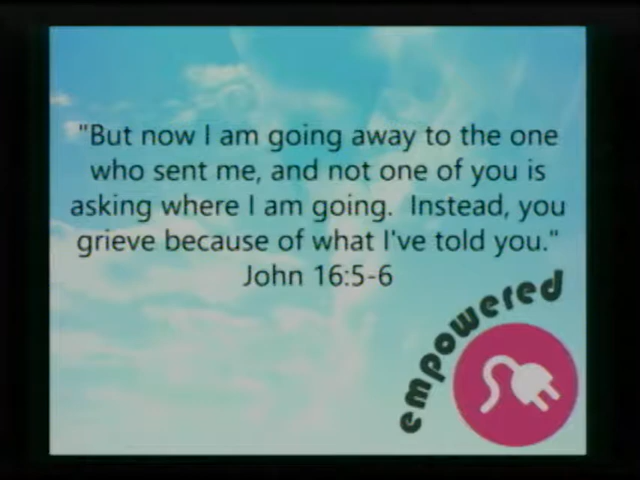 "But now I am going away to the one
who sent me, and not one of you is
asking where I am going.  Instead, you
grieve because of what I've told you."
John 16:5-6
empowered